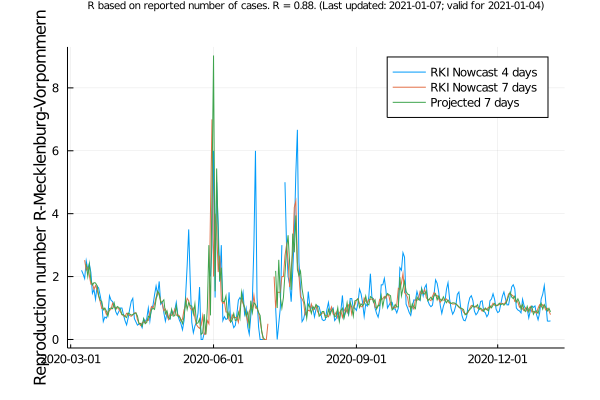 R based on reported number of cases. R = 0.88. (Last updated: 2021-01-07; valid for 2021-01-04)
Reproduction number R-Mecklenburg-Vorpommern
RKI Nowcast 4 days
RKI Nowcast 7 days
Projected 7 days
8
6
4
2
0
2020-03-01
2020-06-01
2020-09-01
2020-12-01